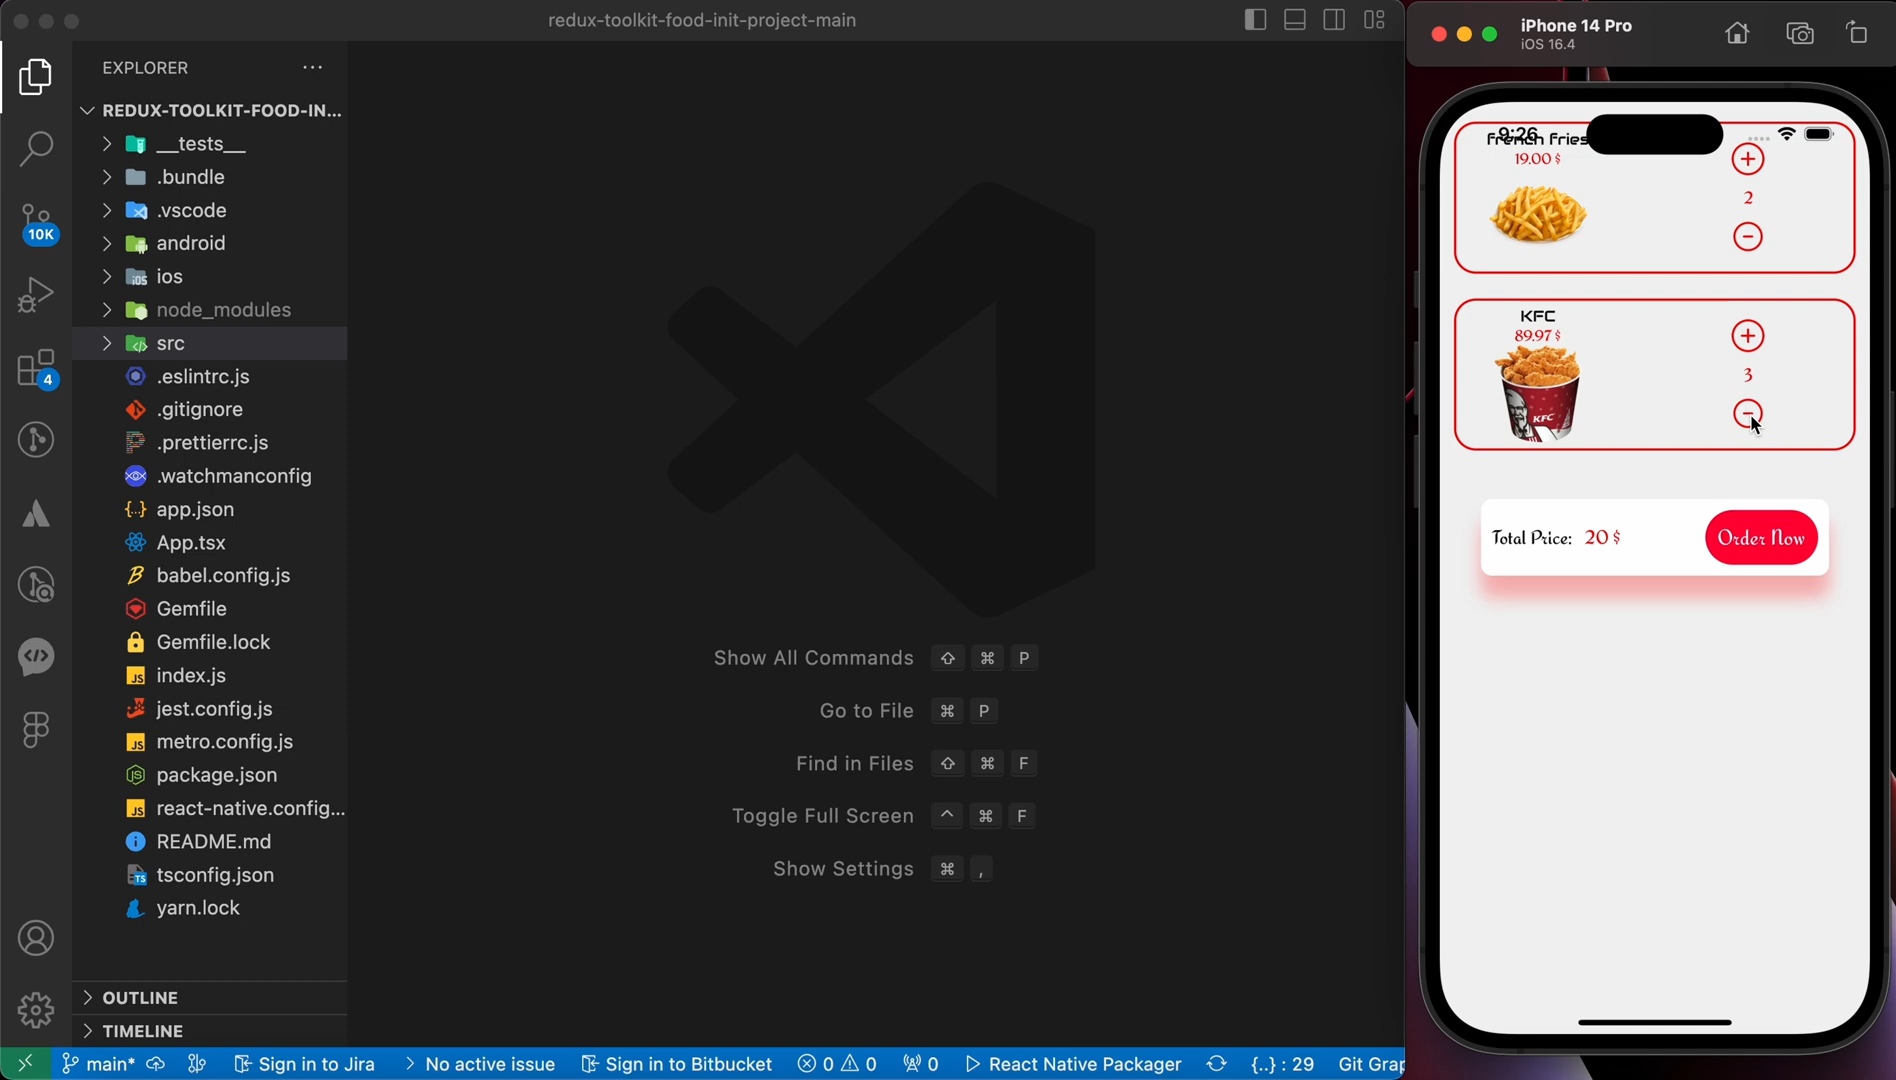 redux-toolkit-food-init-project-main
EXPLORER
REDUX-TOOLKIT-FOOD-IN...
__tests__
.bundle
.vscode
android
ios
node_modules
src
.eslintrc.js
.gitignore
.prettierrc.js
.watchmanconfig
app.json
App.tsx
babel.config.js
Gemfile
Gemfile.lock
index.js
jest.config.js
metro.config.js
package.json
react-native.config...
README.md
tsconfig.json
yarn.lock
OUTLINE
TIMELINE
10K
4
Show All Commands ⇧ ⌘ P
Go to File ⌘ P
Find in Files ⇧ ⌘ F
Toggle Full Screen ^ ⌘ F
Show Settings ⌘ ,
main* Sign in to Jira No active issue Sign in to Bitbucket 0 0 0 React Native Packager {..} : 29 Git Grap
iPhone 14 Pro
iOS 16.4
9:26
French Fries
19.00 $
2
KFC
89.97 $
3
KFC
Total Price: 20 $
Order Now